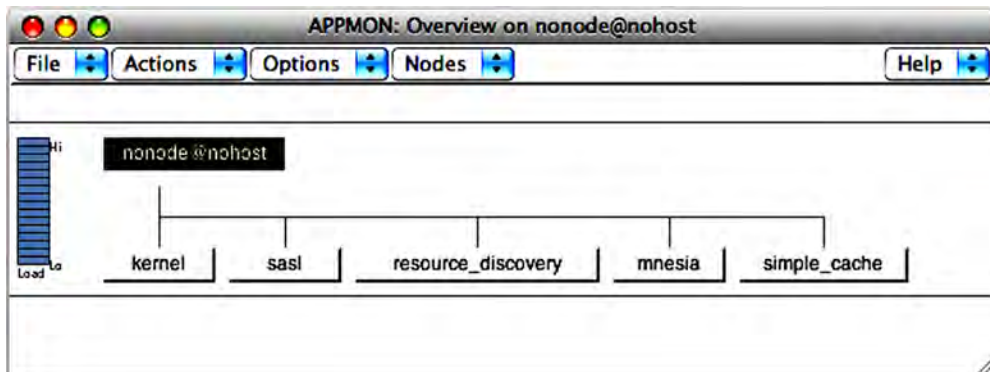 APPMON: Overview on nonode@nohost
File Actions Options Nodes Help
Hi
nonode@nohost
Lo
Load
kernel sasl resource_discovery mnesia simple_cache